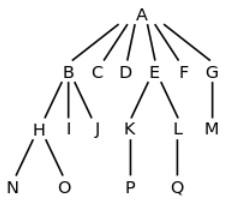 A
B C D E F G
H I J K L M
N O P Q